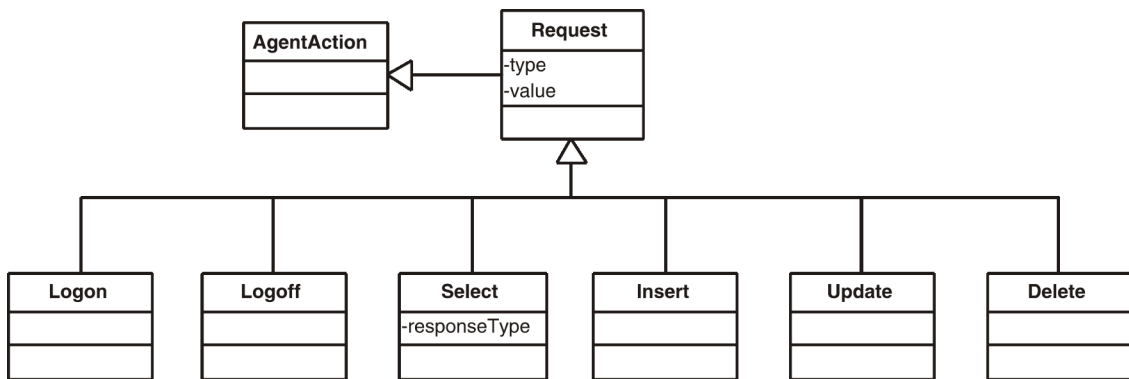 AgentAction
Request
-type
-value
Logon
Logoff
Select
-responseType
Insert
Update
Delete